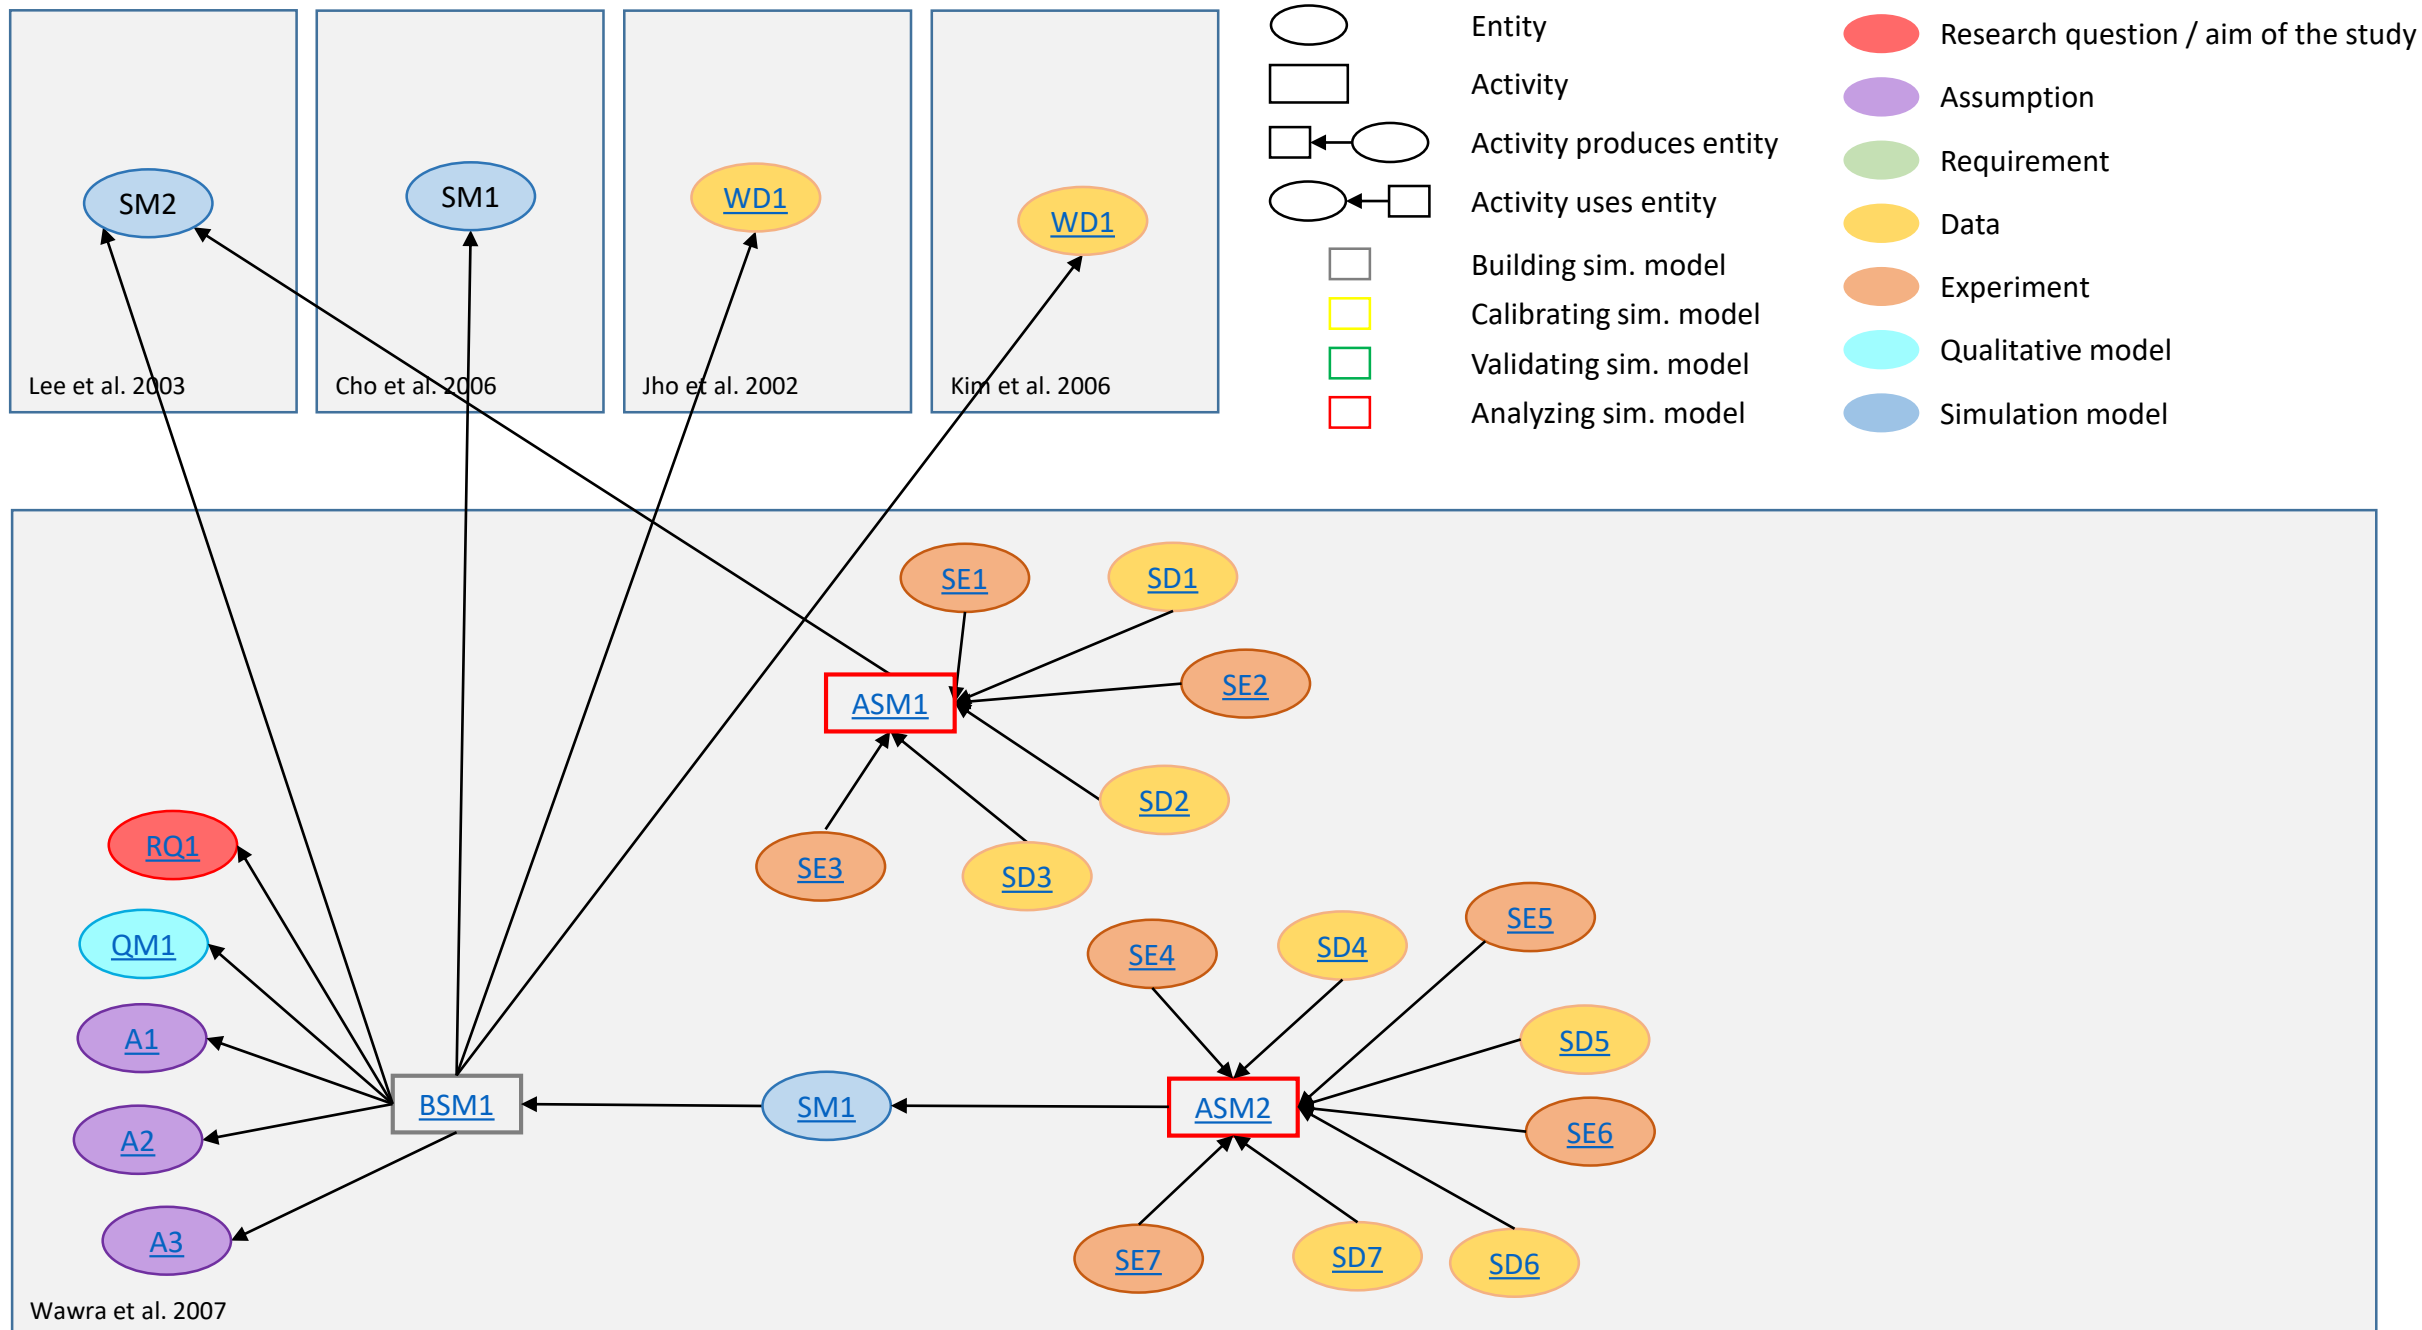 SM2
SM1
WD1
WD1
Lee et al. 2003
Cho et al. 2006
Jho et al. 2002
Kim et al. 2006
Entity
Activity
Activity produces entity
Activity uses entity
Building sim. model
Calibrating sim. model
Validating sim. model
Analyzing sim. model
Research question / aim of the study
Assumption
Requirement
Data
Experiment
Qualitative model
Simulation model
SE1
SD1
SE2
ASM1
SD2
SE3
SD3
RQ1
QM1
A1
A2
A3
BSM1
SM1
SE4
SD4
SE5
SD5
ASM2
SE6
SE7
SD7
SD6
Wawra et al. 2007